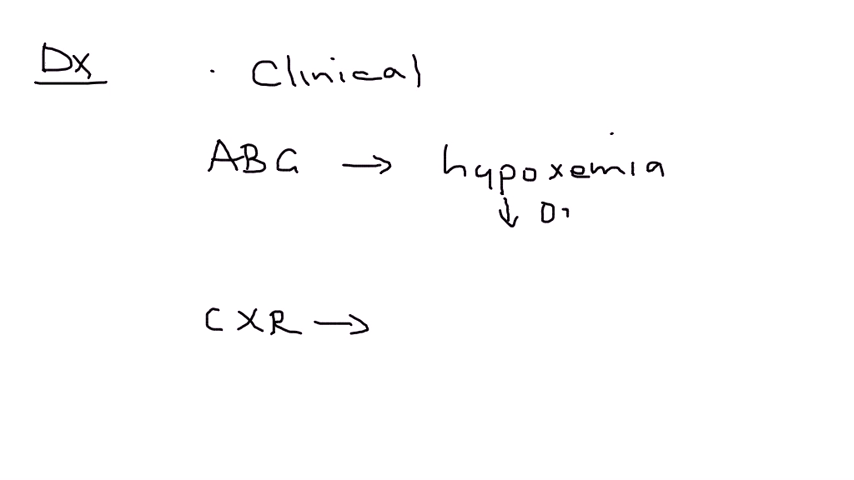 Dx · Clinical
ABG → hypoxemia
↓ O₂
CXR →